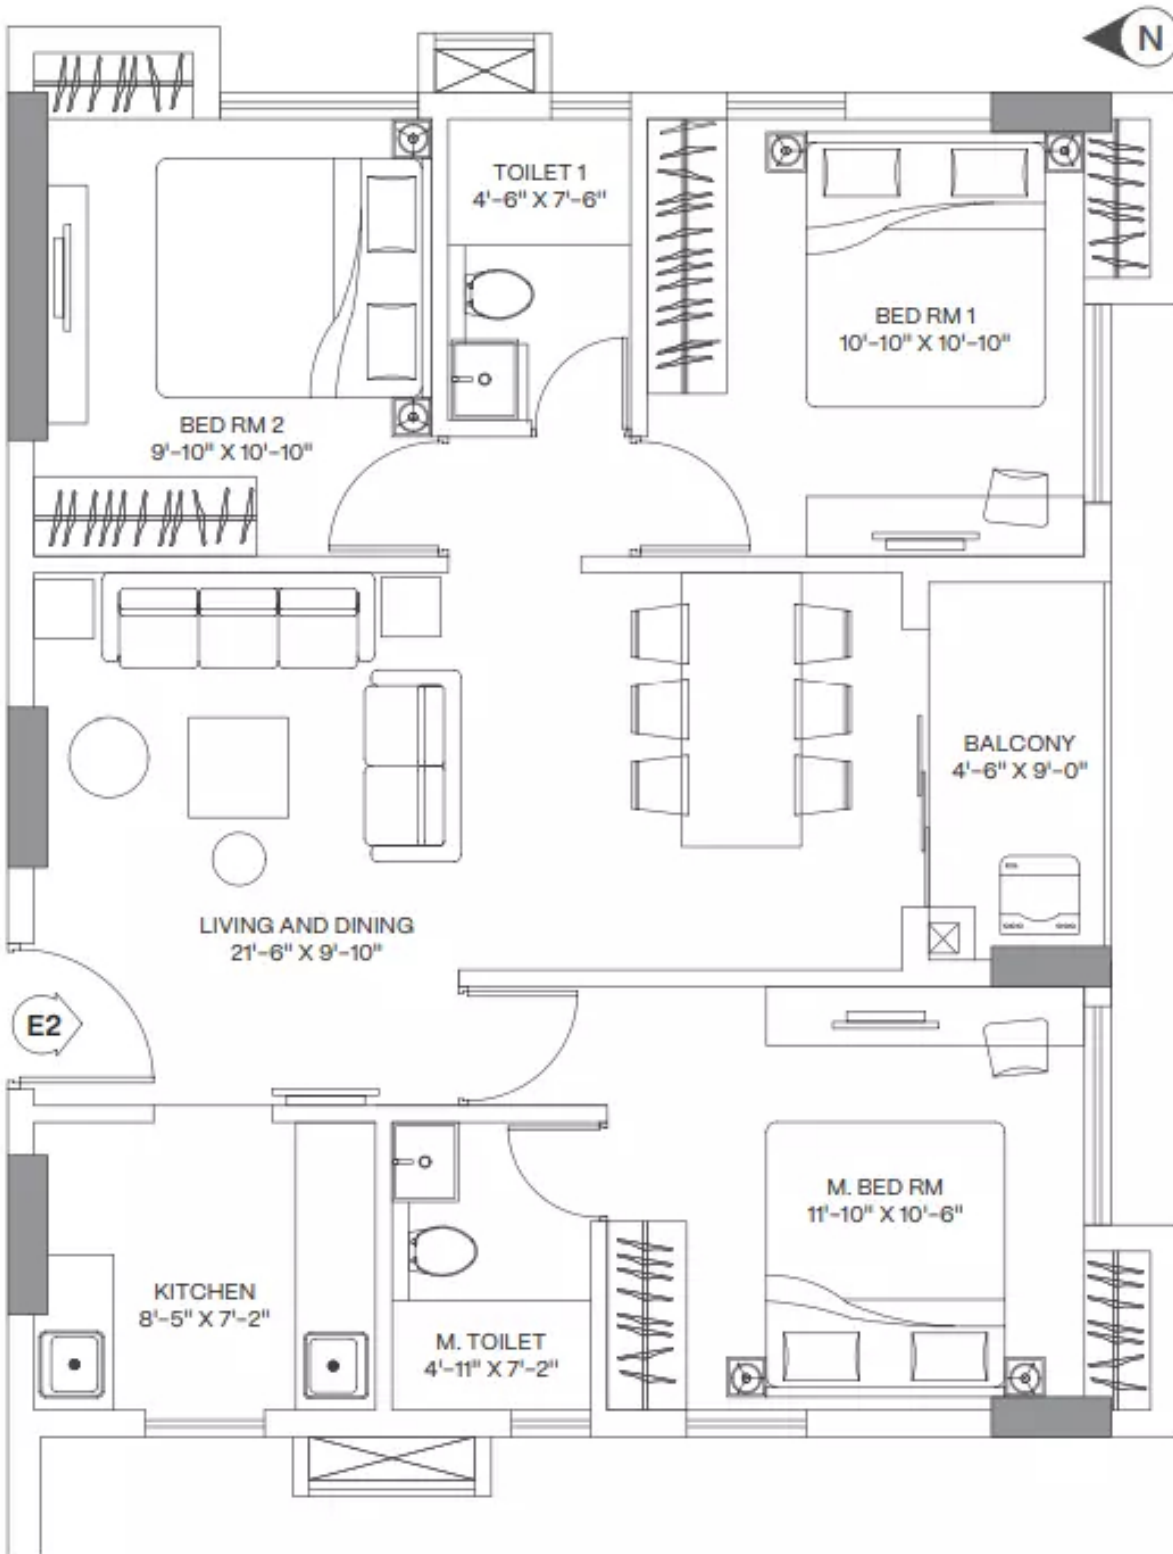 N
TOILET 1
4'-6" X 7'-6"
BED RM 1
10'-10" X 10'-10"
BED RM 2
9'-10" X 10'-10"
BALCONY
4'-6" X 9'-0"
LIVING AND DINING
21'-6" X 9'-10"
E2
M. BED RM
11'-10" X 10'-6"
KITCHEN
8'-5" X 7'-2"
M. TOILET
4'-11" X 7'-2"